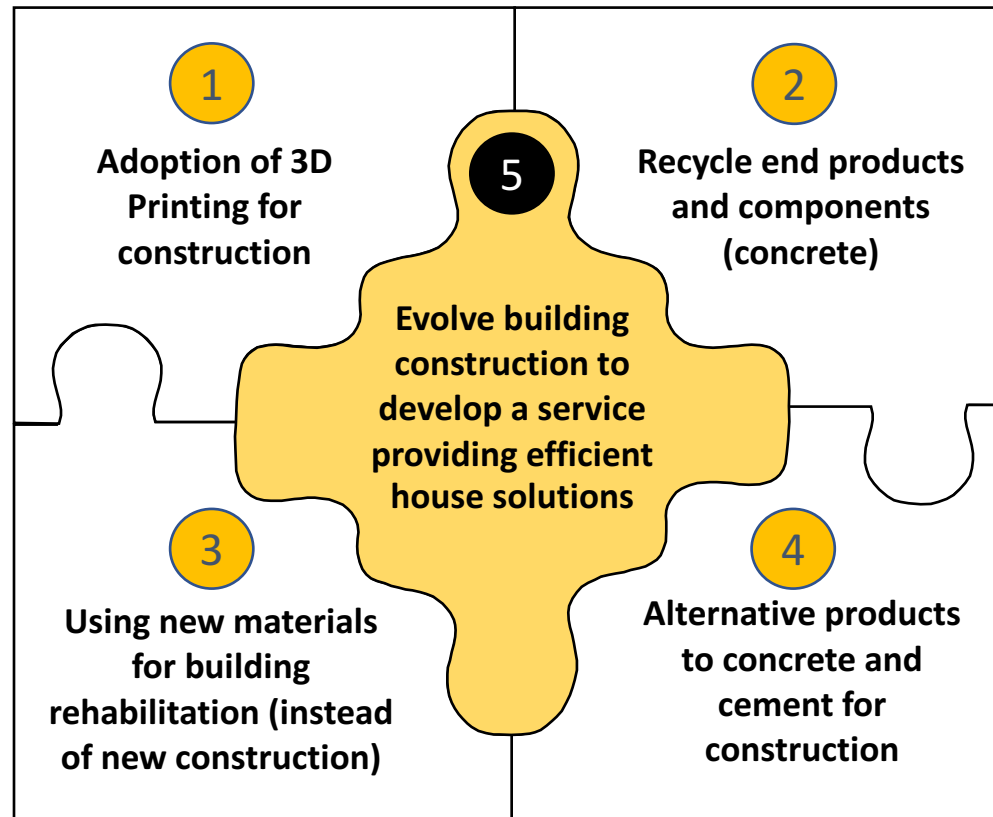 1
Adoption of 3D
Printing for
construction
2
Recycle end products
and components
(concrete)
5
Evolve building
construction to
develop a service
providing efficient
house solutions
3
Using new materials
for building
rehabilitation (instead
of new construction)
4
Alternative products
to concrete and
cement for
construction